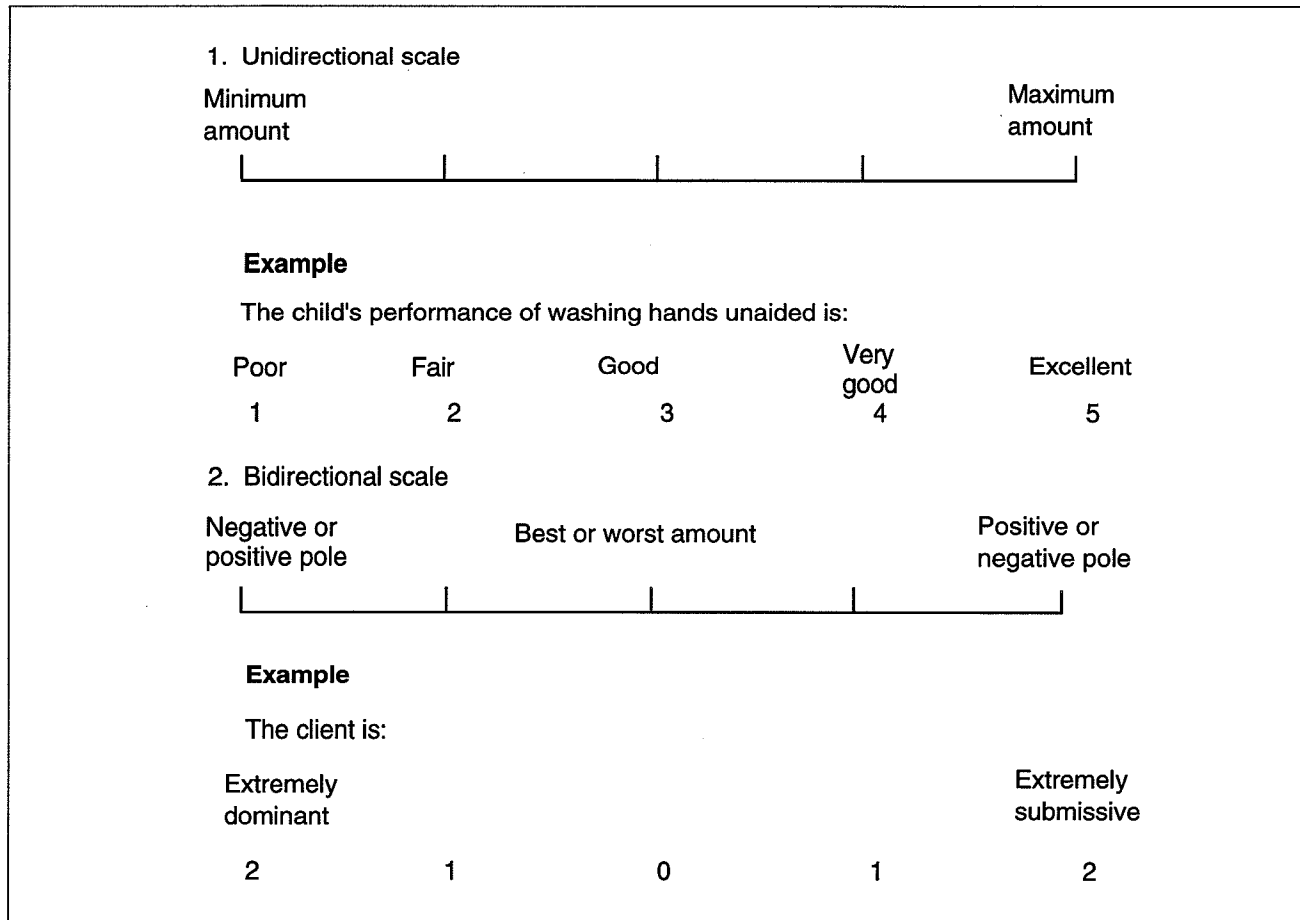 1. Unidirectional scale
Minimum amount
Maximum amount
Example
The child's performance of washing hands unaided is:
Poor Fair Good Very good Excellent
1 2 3 4 5
2. Bidirectional scale
Negative or positive pole
Best or worst amount
Positive or negative pole
Example
The client is:
Extremely dominant
Extremely submissive
2 1 0 1 2